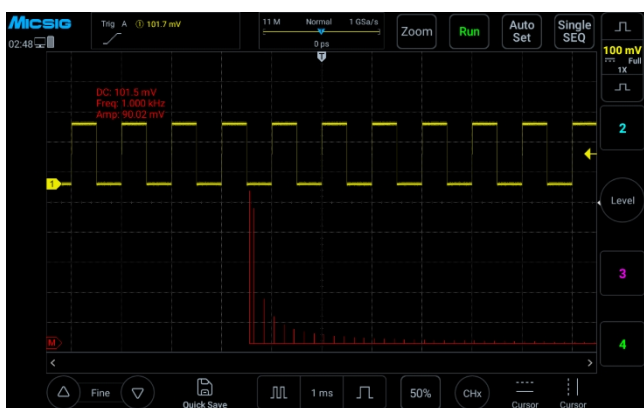 Micsig
02:48
Trig A ① 101.7 mV
11 M Normal 1 GSa/s
0 ps
T
Zoom
Run
Auto
Set
Single
SEQ
100 mV
Full
1X
DC: 101.5 mV
Freq: 1.000 kHz
Amp: 90.02 mV
1
2
Level
3
M
4
<
>
Fine
Quick Save
1 ms
50%
CHx
Cursor
Cursor